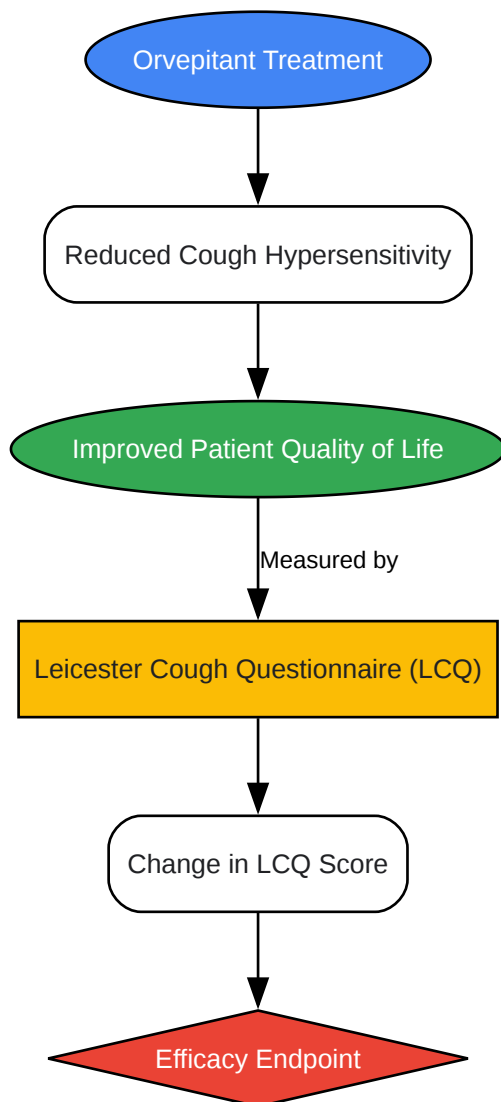 Orvepitant Treatment
Reduced Cough Hypersensitivity
Improved Patient Quality of Life
Measured by
Leicester Cough Questionnaire (LCQ)
Change in LCQ Score
Efficacy Endpoint